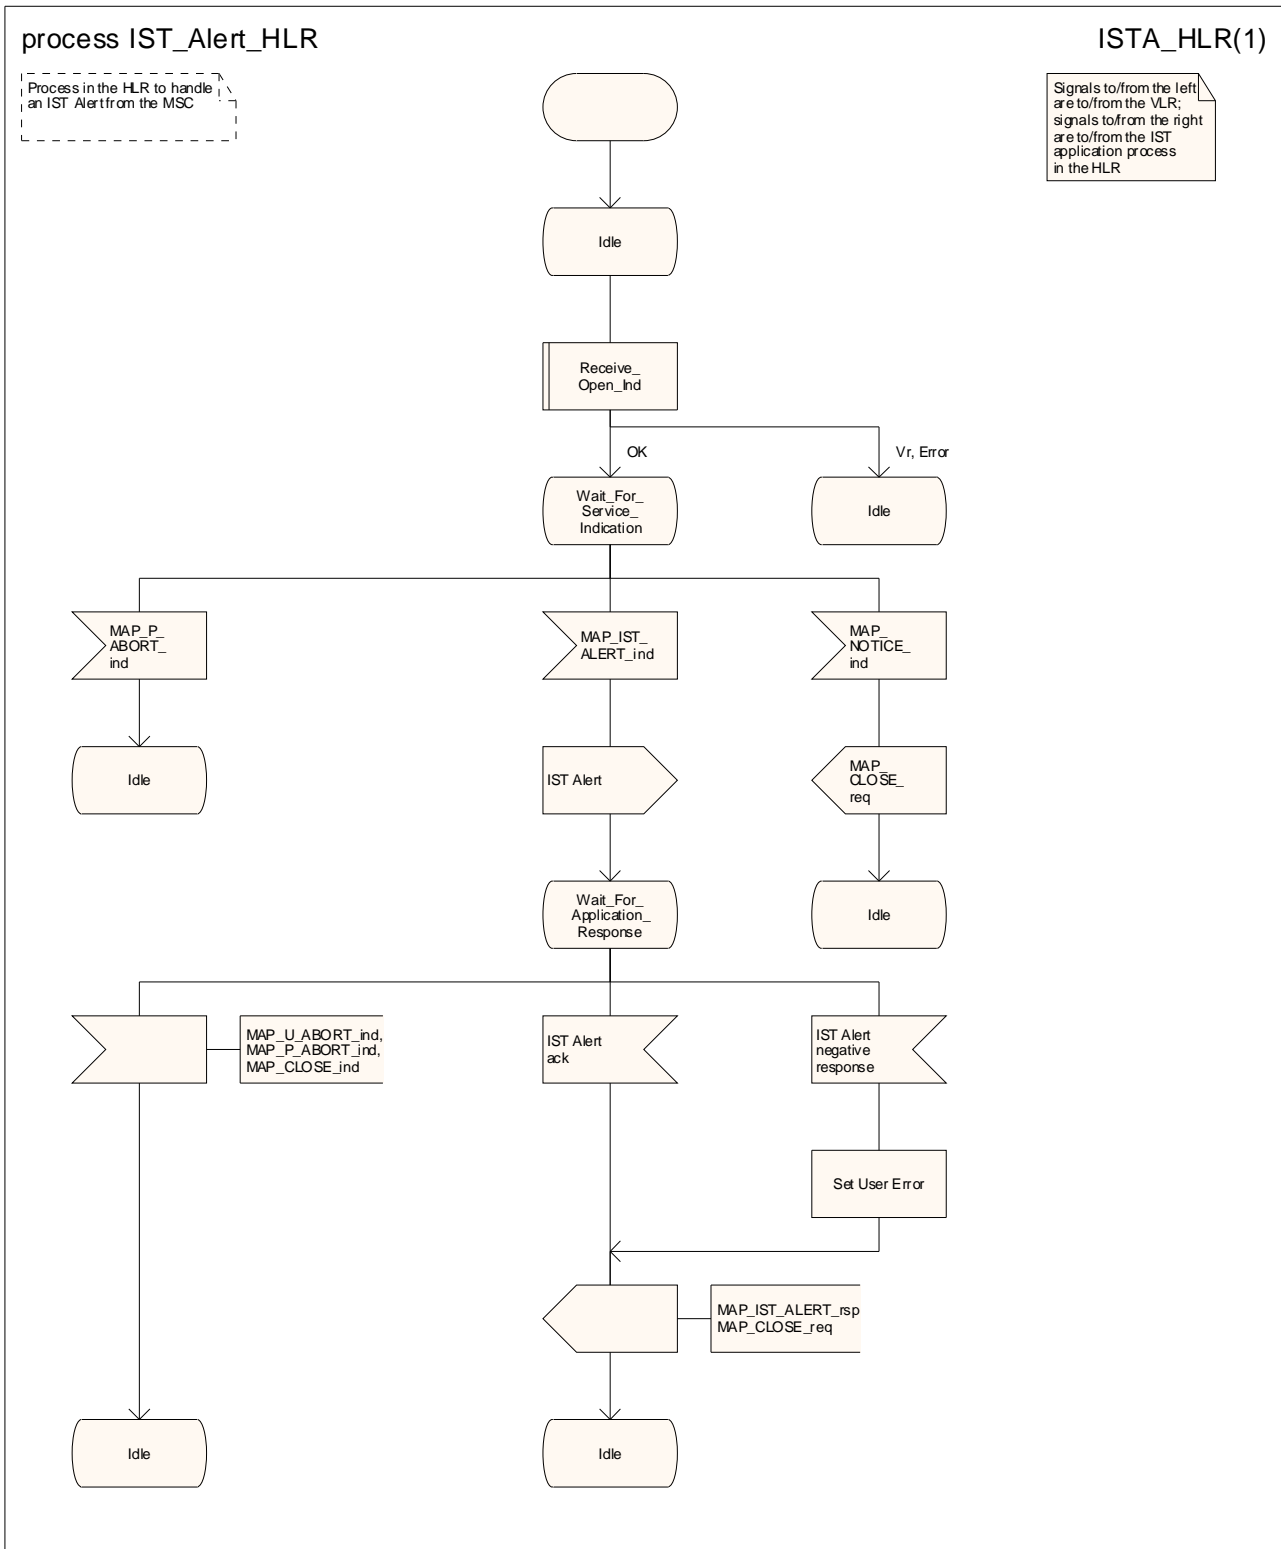 process IST_Alert_HLR
ISTA_HLR(1)
Process in the HLR to handle
an IST Alert from the MSC
Signals to/from the left
are to/from the VLR;
signals to/from the right
are to/from the IST
application process
in the HLR
Idle
Receive_
Open_Ind
OK
Vr, Error
Wait_For_
Service_
Indication
Idle
MAP_P_
ABORT_
ind
MAP_IST_
ALERT_ind
MAP_
NOTICE_
ind
Idle
IST Alert
MAP_
CLOSE_
req
Wait_For_
Application_
Response
Idle
MAP_U_ABORT_ind,
MAP_P_ABORT_ind,
MAP_CLOSE_ind
IST Alert
ack
IST Alert
negative
response
Set User Error
MAP_IST_ALERT_rsp
MAP_CLOSE_req
Idle
Idle